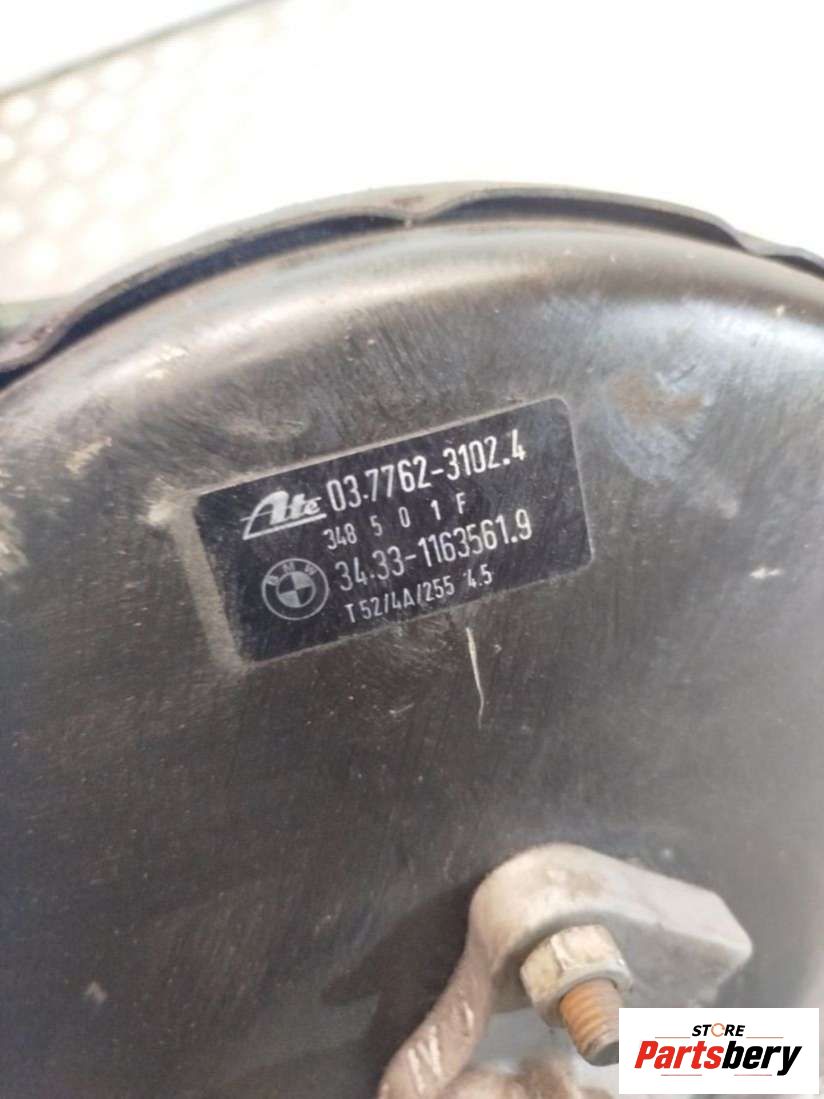 Ate 03.7762-3102.4
348 5 0 1 F
BMW 34.33-1163561.9
T 52/4A/255 4.5
STORE
Partsbery